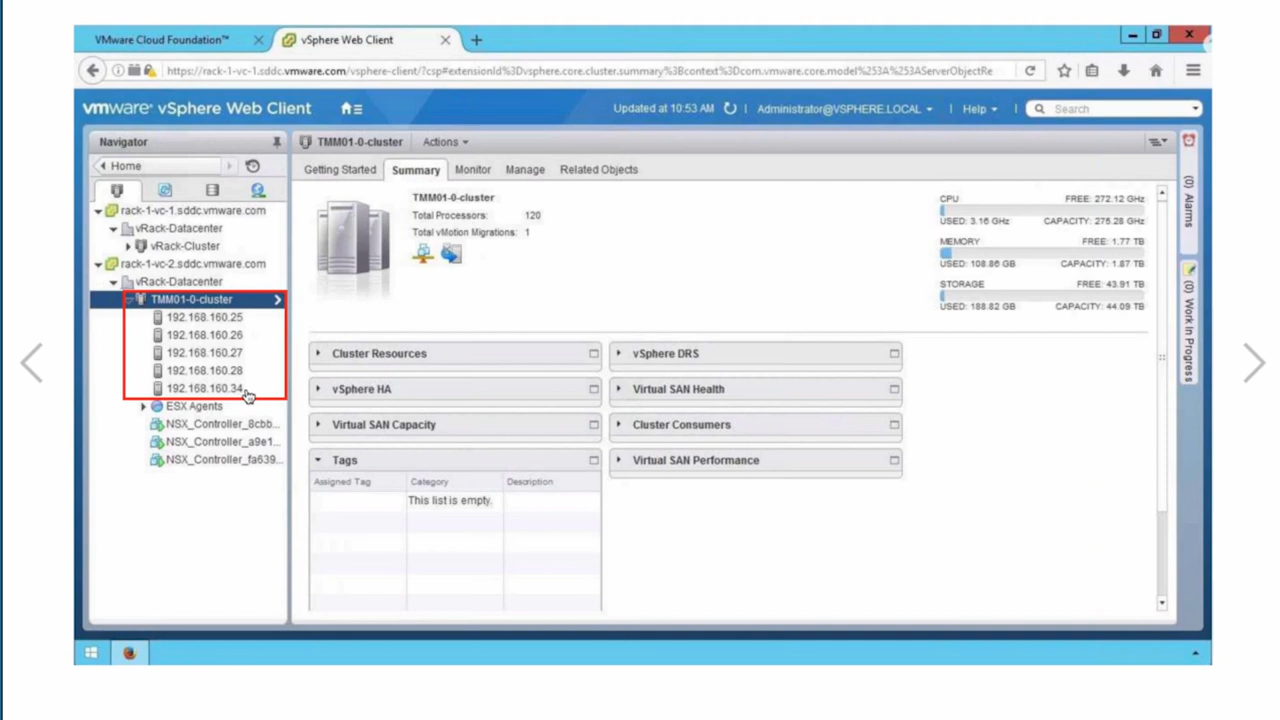 VMware Cloud Foundation™
vSphere Web Client
https://rack-1-vc-1.sddc.vmware.com/vsphere-client/?csp#extensionId%3Dvsphere.core.cluster.summary%3Bcontext%3Dcom.vmware.core.model%253A%253AServerObjectRe
vmware® vSphere Web Client
Updated at 10:53 AM
Administrator@VSPHERE.LOCAL
Help
Search
Navigator
Home
rack-1-vc-1.sddc.vmware.com
vRack-Datacenter
vRack-Cluster
rack-1-vc-2.sddc.vmware.com
vRack-Datacenter
TMM01-0-cluster
192.168.160.25
192.168.160.26
192.168.160.27
192.168.160.28
192.168.160.34
ESX Agents
NSX_Controller_8cbb...
NSX_Controller_a9e1...
NSX_Controller_fa639...
TMM01-0-cluster Actions
Getting Started Summary Monitor Manage Related Objects
TMM01-0-cluster
Total Processors: 120
Total vMotion Migrations: 1
CPU FREE: 272.12 GHz
USED: 3.16 GHz CAPACITY: 275.28 GHz
MEMORY FREE: 1.77 TB
USED: 108.86 GB CAPACITY: 1.87 TB
STORAGE FREE: 43.91 TB
USED: 188.82 GB CAPACITY: 44.09 TB
Cluster Resources
vSphere DRS
vSphere HA
Virtual SAN Health
Virtual SAN Capacity
Cluster Consumers
Tags
Virtual SAN Performance
Assigned Tag Category Description
This list is empty.
(0) Alarms
(0) Work In Progress